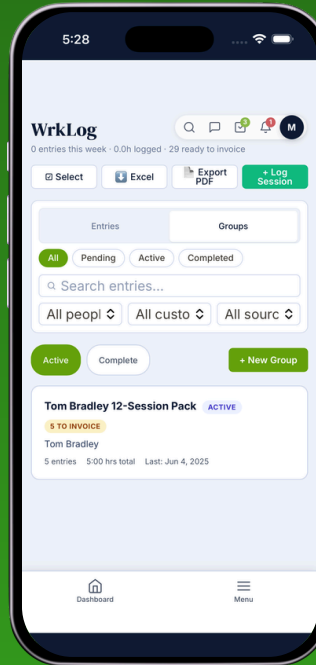 5:28
WrkLog
3
1
M
0 entries this week · 0.0h logged · 29 ready to invoice
Select
Excel
Export PDF
+ Log Session
Entries
Groups
All
Pending
Active
Completed
Search entries...
All peopl
All custo
All sourc
Active
Complete
+ New Group
Tom Bradley 12-Session Pack ACTIVE
5 TO INVOICE
Tom Bradley
5 entries 5:00 hrs total Last: Jun 4, 2025
Dashboard
Menu